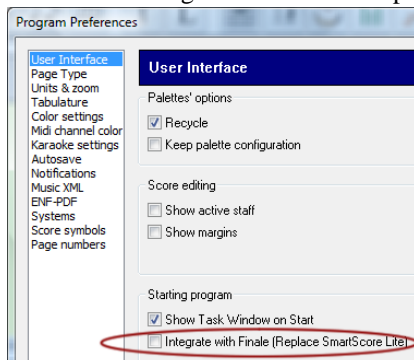 Program Preferences
User Interface
Page Type
Units & zoom
Tabulature
Color settings
Midi channel color
Karaoke settings
Autosave
Notifications
Music XML
ENF-PDF
Systems
Score symbols
Page numbers
User Interface
Palettes' options
Recycle
Keep palette configuration
Score editing
Show active staff
Show margins
Starting program
Show Task Window on Start
Integrate with Finale (Replace SmartScore Lite)